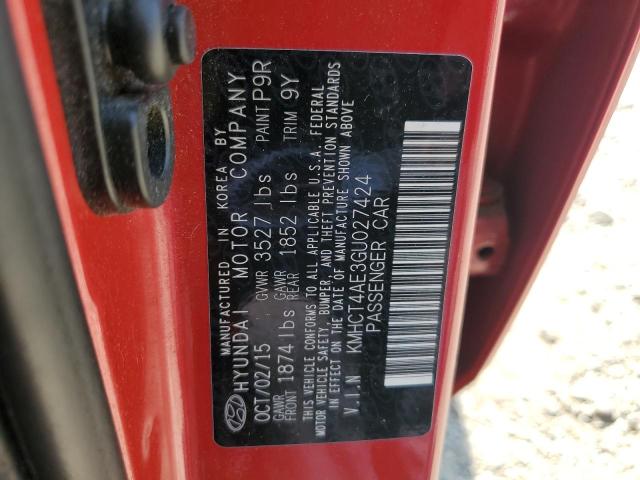 MANUFACTURED IN KOREA BY
HYUNDAI MOTOR COMPANY
OCT/02/15 GVWR 3527 lbs PAINT P9R
GAWR FRONT 1874 lbs GAWR REAR 1852 lbs TRIM 9Y
THIS VEHICLE CONFORMS TO ALL APPLICABLE U.S.A. FEDERAL
MOTOR VEHICLE SAFETY, BUMPER, AND THEFT PREVENTION STANDARDS
IN EFFECT ON THE DATE OF MANUFACTURE SHOWN ABOVE
V.I.N KMHCT4AE3GU027424
PASSENGER CAR